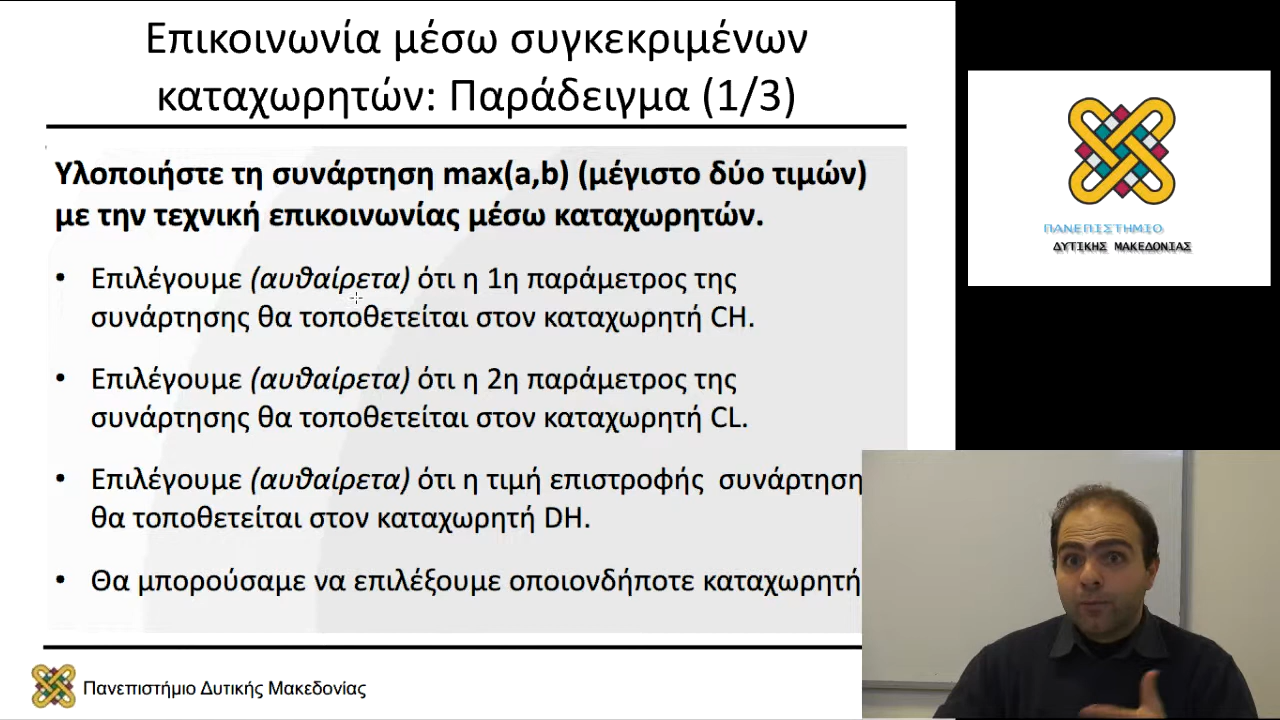 Επικοινωνία μέσω συγκεκριμένων
καταχωρητών: Παράδειγμα (1/3)
Υλοποιήστε τη συνάρτηση max(a,b) (μέγιστο δύο τιμών)
με την τεχνική επικοινωνίας μέσω καταχωρητών.
• Επιλέγουμε (αυθαίρετα) ότι η 1η παράμετρος της
συνάρτησης θα τοποθετείται στον καταχωρητή CH.
• Επιλέγουμε (αυθαίρετα) ότι η 2η παράμετρος της
συνάρτησης θα τοποθετείται στον καταχωρητή CL.
• Επιλέγουμε (αυθαίρετα) ότι η τιμή επιστροφής συνάρτηση
θα τοποθετείται στον καταχωρητή DH.
• Θα μπορούσαμε να επιλέξουμε οποιονδήποτε καταχωρητή
Πανεπιστήμιο Δυτικής Μακεδονίας
ΠΑΝΕΠΙΣΤΗΜΙΟ
ΔΥΤΙΚΗΣ ΜΑΚΕΔΟΝΙΑΣ